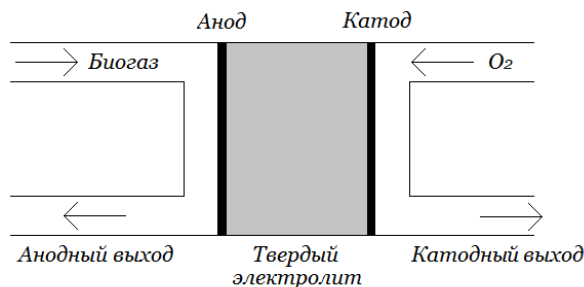 Анод
Катод
Биогаз
O₂
Анодный выход
Твердый
электролит
Катодный выход